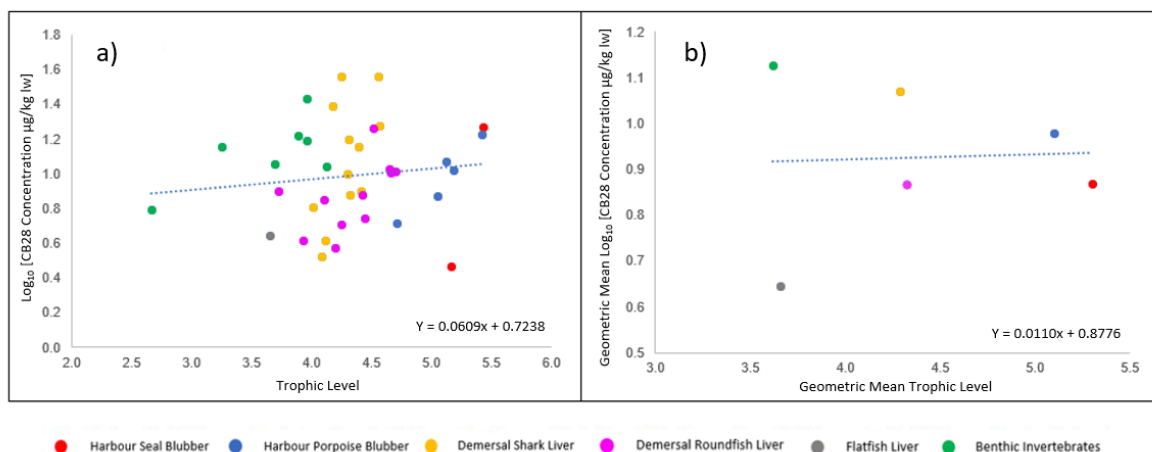 a)
Log₁₀ [CB28 Concentration µg/kg lw]
1.8
1.6
1.4
1.2
1.0
0.8
0.6
0.4
0.2
0.0
Y = 0.0609x + 0.7238
2.0 2.5 3.0 3.5 4.0 4.5 5.0 5.5 6.0
Trophic Level
b)
Geometric Mean Log₁₀ [CB28 Concentration µg/kg lw]
1.2
1.1
1.0
0.9
0.8
0.7
0.6
0.5
Y = 0.0110x + 0.8776
3.0 3.5 4.0 4.5 5.0 5.5
Geometric Mean Trophic Level
Harbour Seal Blubber Harbour Porpoise Blubber Demersal Shark Liver Demersal Roundfish Liver Flatfish Liver Benthic Invertebrates